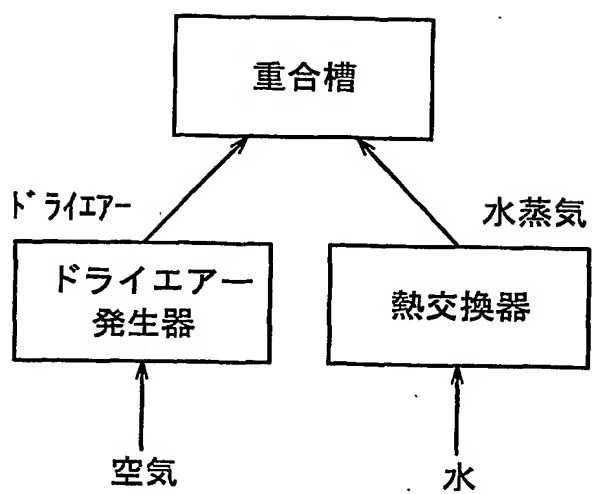 重合槽
ﾄﾞﾗｲｴｱｰ
水蒸気
ドライエアー
発生器
熱交換器
空気
水